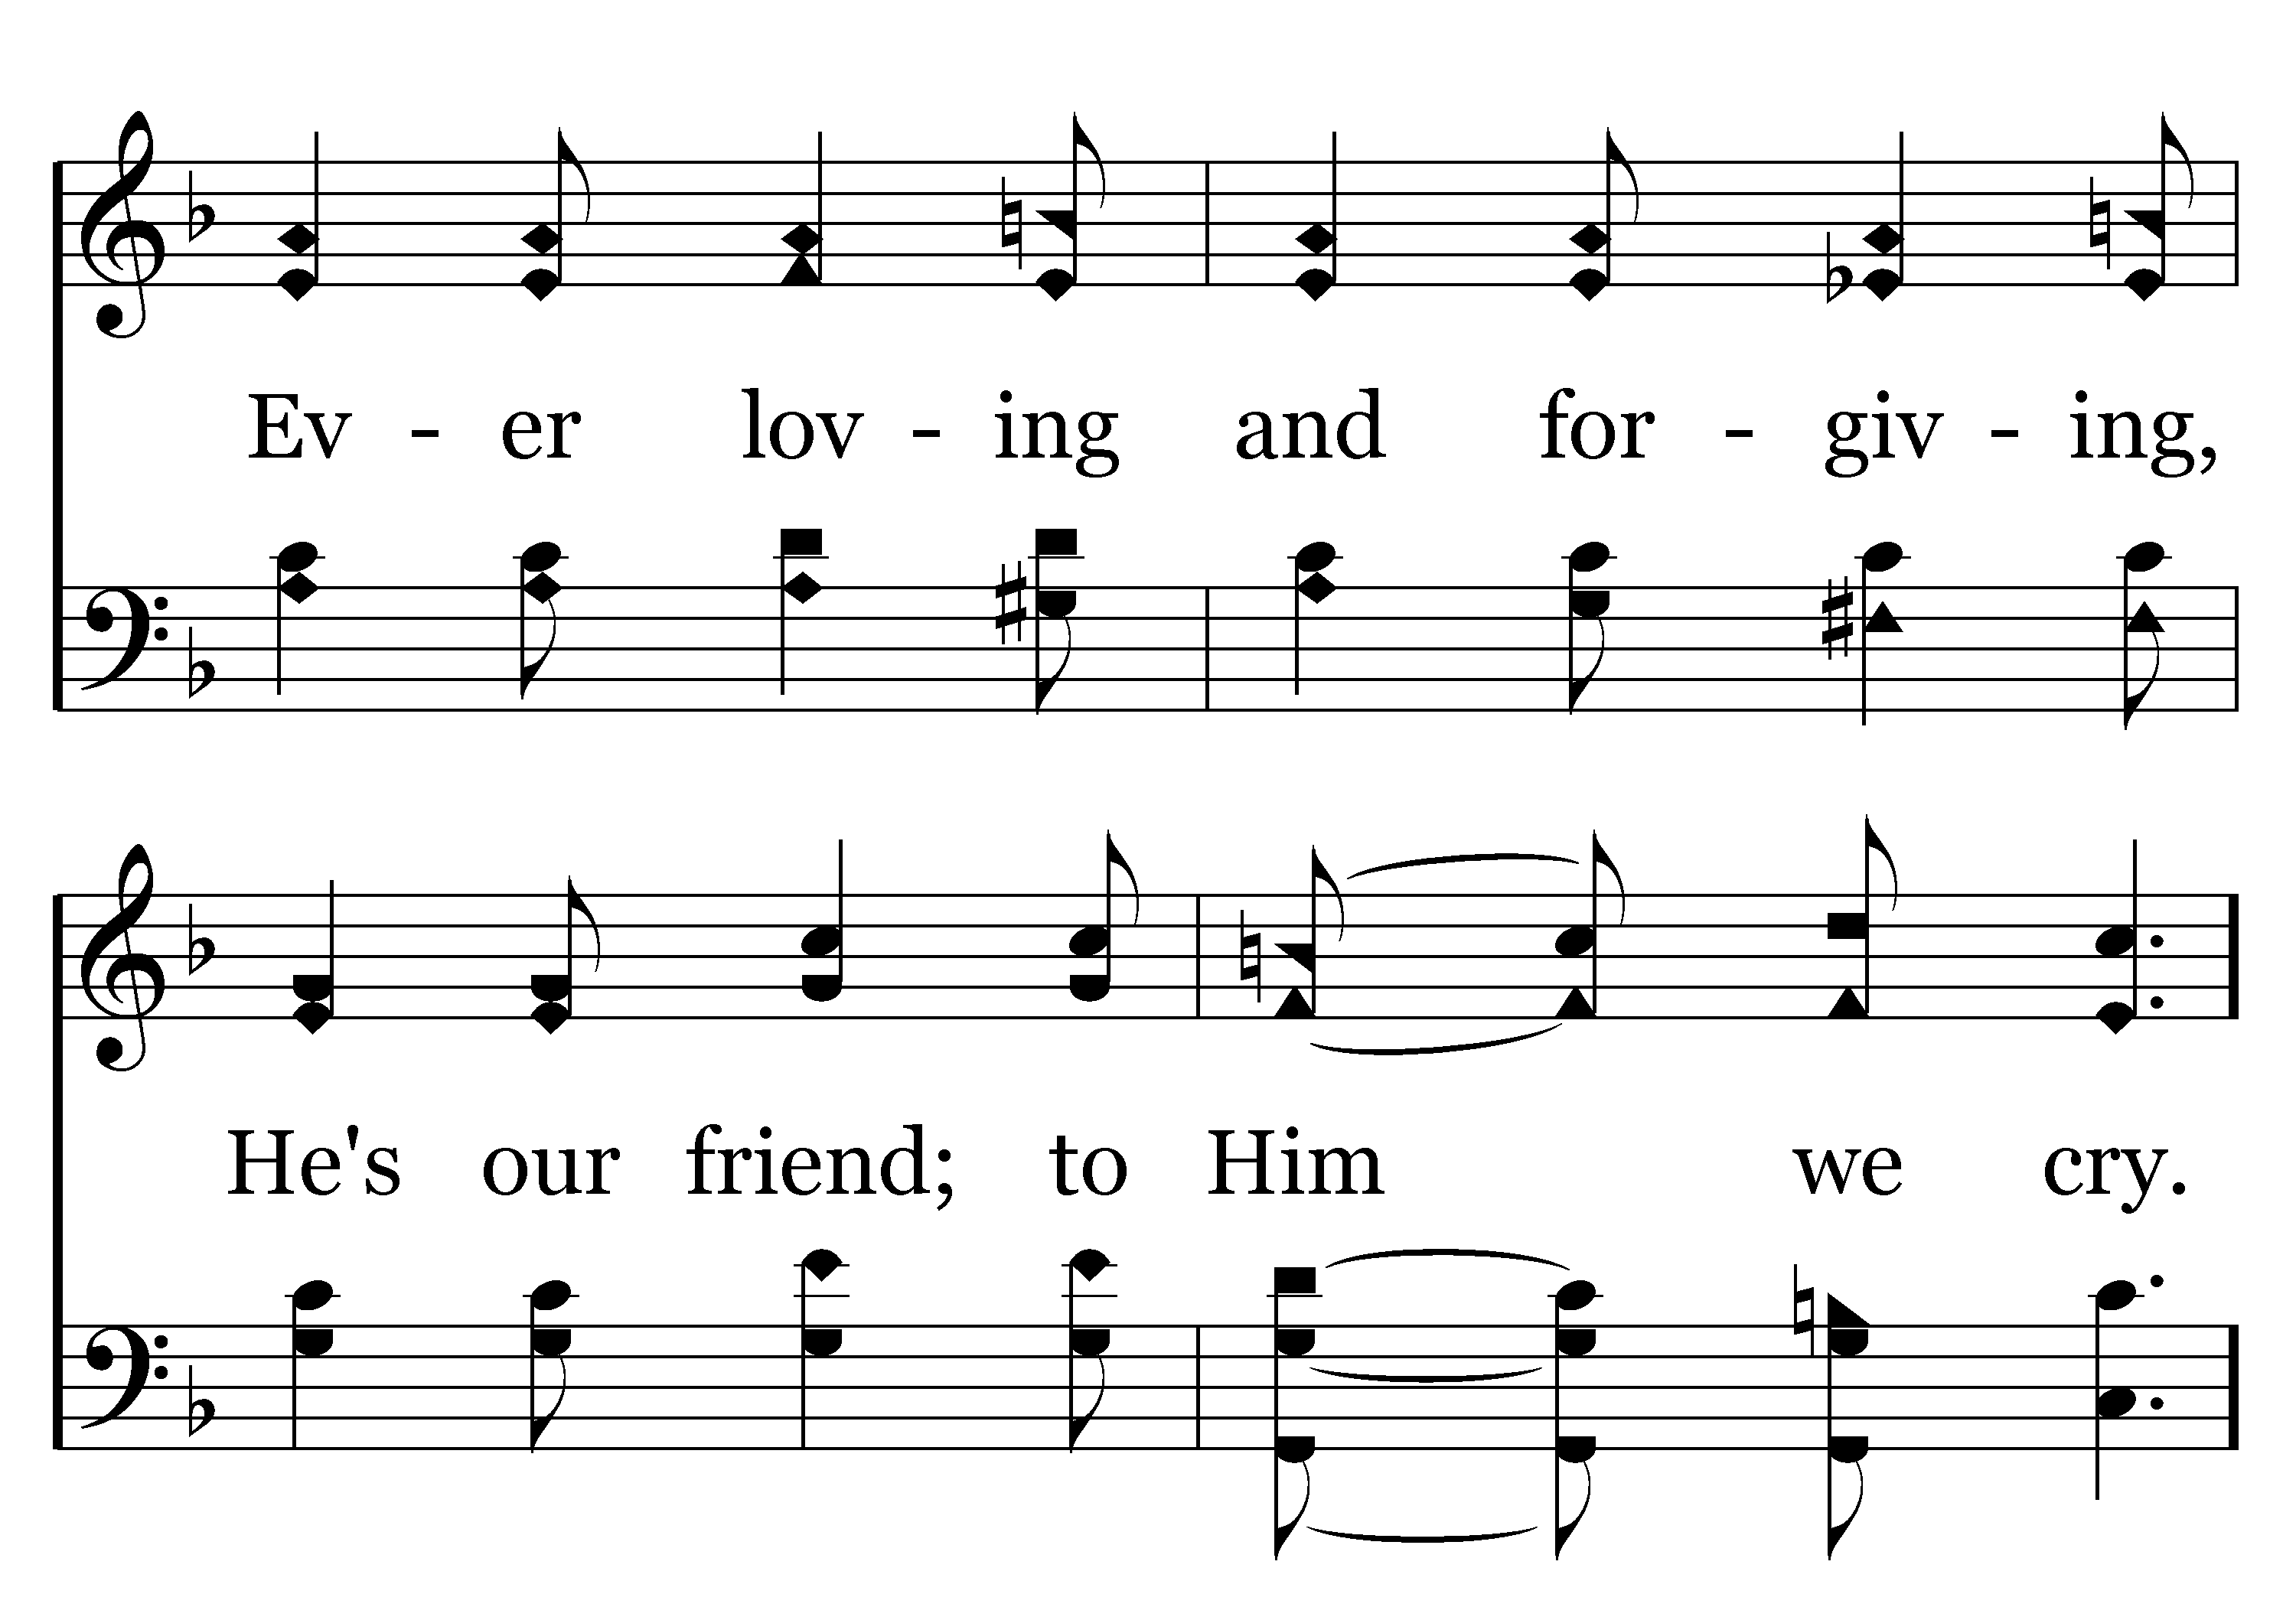 Ev - er lov - ing and for - giv - ing,
He's our friend; to Him we cry.